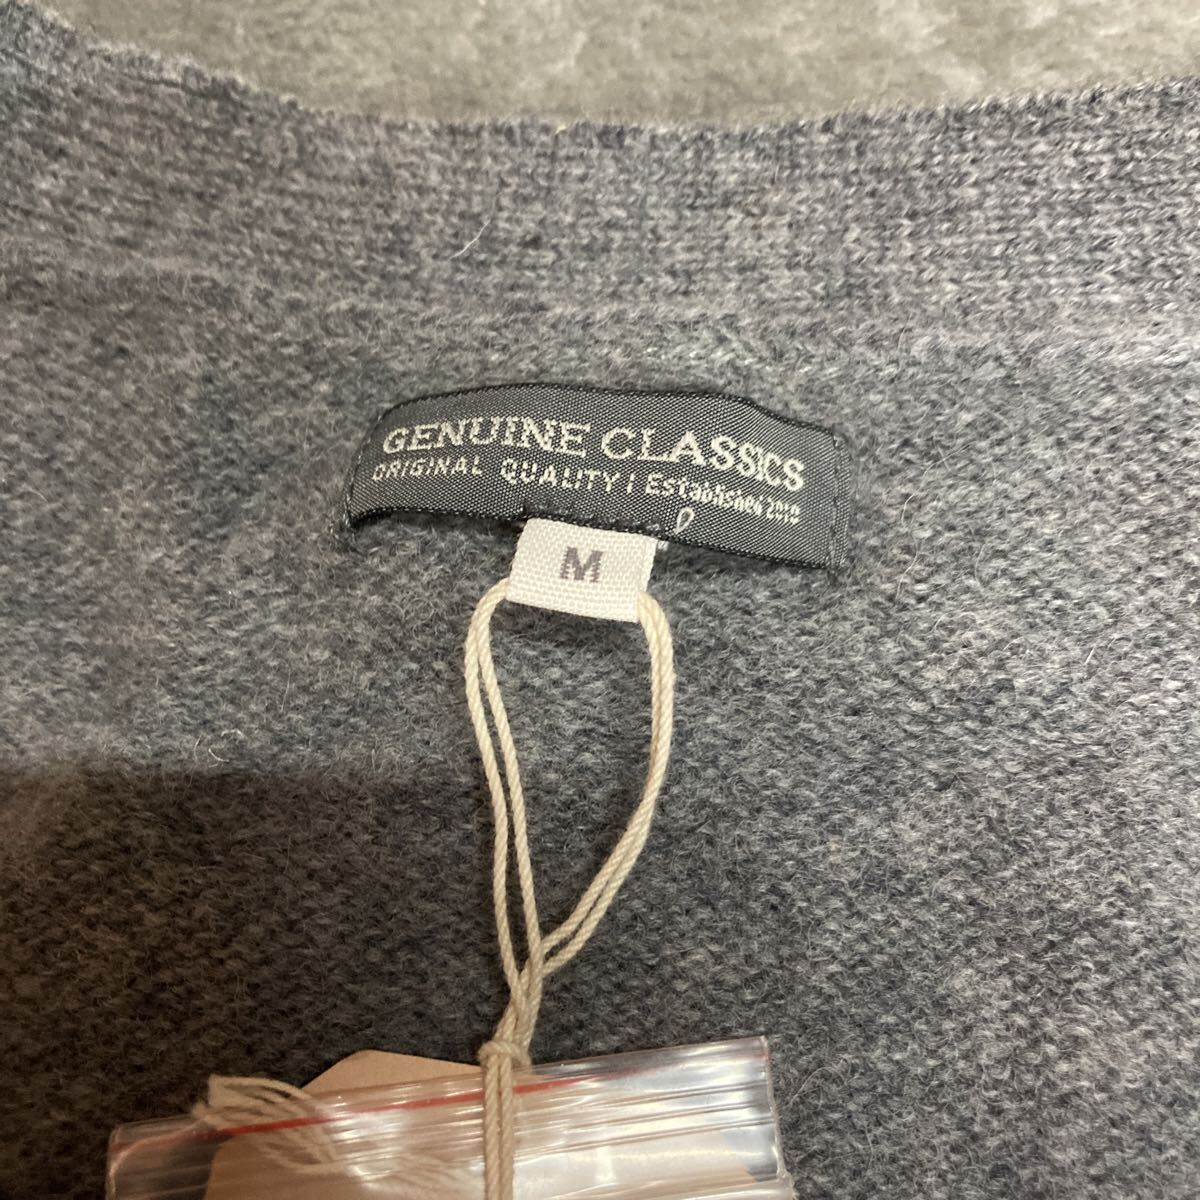 GENUINE CLASSICS
ORIGINAL QUALITY | Established 2010
M